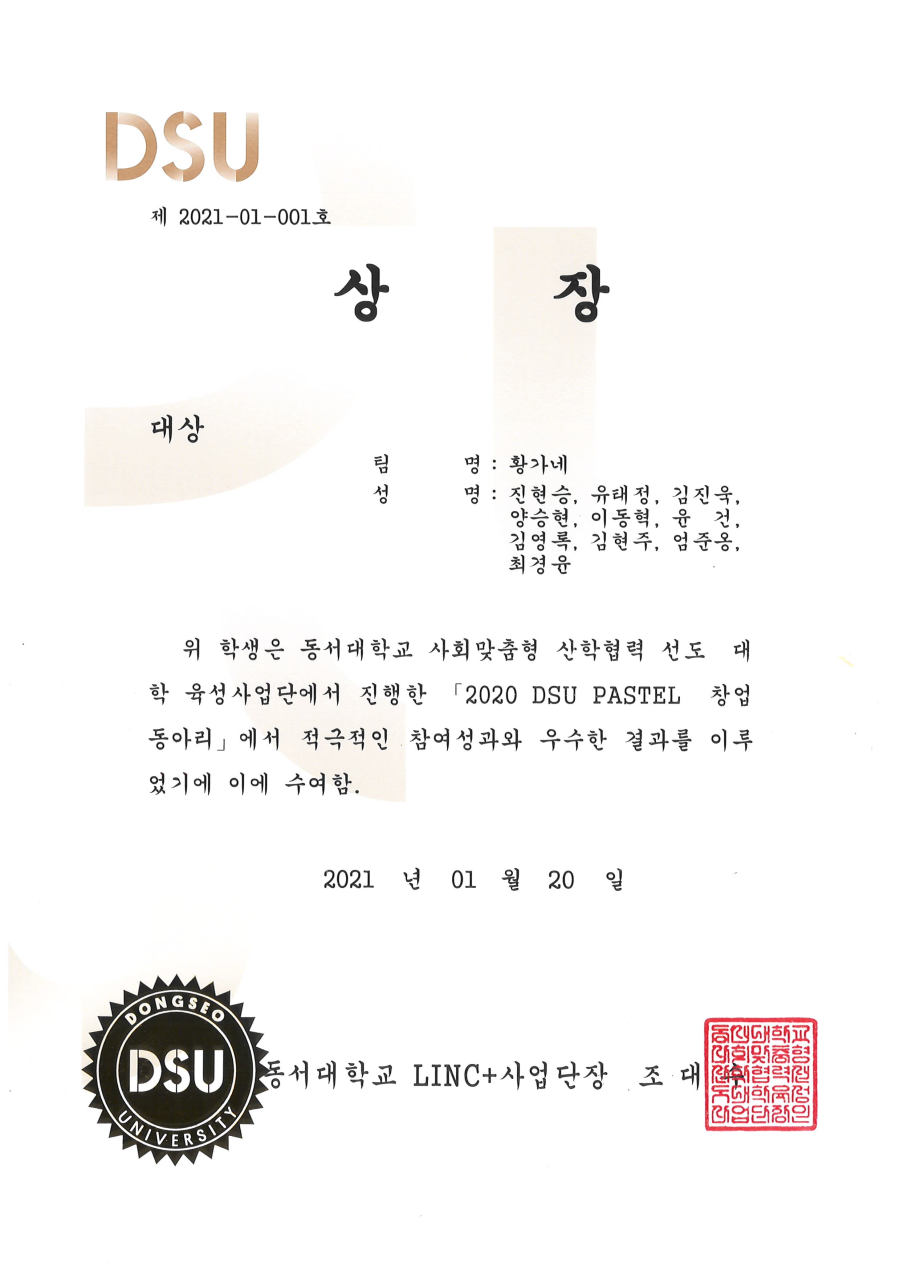 DSU
제 2021-01-001호
상 장
대상
팀 명 : 황가네
성 명 : 진현승, 유태정, 김진욱,
양승현, 이동혁, 윤 건,
김영록, 김현주, 엄준옹,
최경윤
위 학생은 동서대학교 사회맞춤형 산학협력 선도 대
학 육성사업단에서 진행한 「2020 DSU PASTEL 창업
동아리」에서 적극적인 참여성과와 우수한 결과를 이루
었기에 이에 수여함.
2021 년 01 월 20 일
DONGSEO
DSU
UNIVERSITY
동서대학교 LINC+사업단장 조 대 수
동서대학교
사회맞춤형
산학협력선
도대학육성
사업단장인